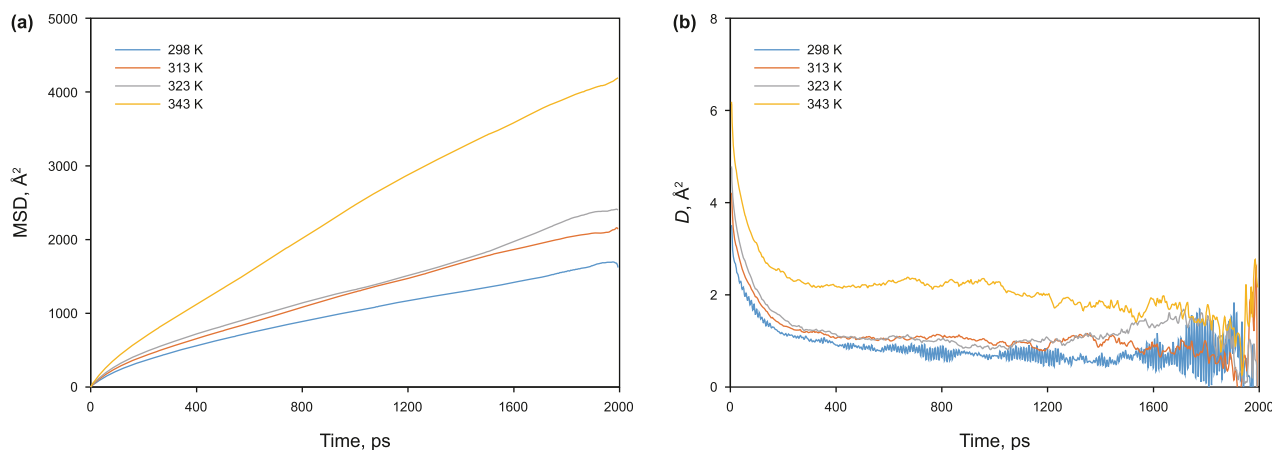 (a)
5000
4000
3000
2000
1000
0
MSD, Å²
298 K
313 K
323 K
343 K
0 400 800 1200 1600 2000
Time, ps
(b)
8
6
4
2
0
D, Å²
298 K
313 K
323 K
343 K
0 400 800 1200 1600 2000
Time, ps